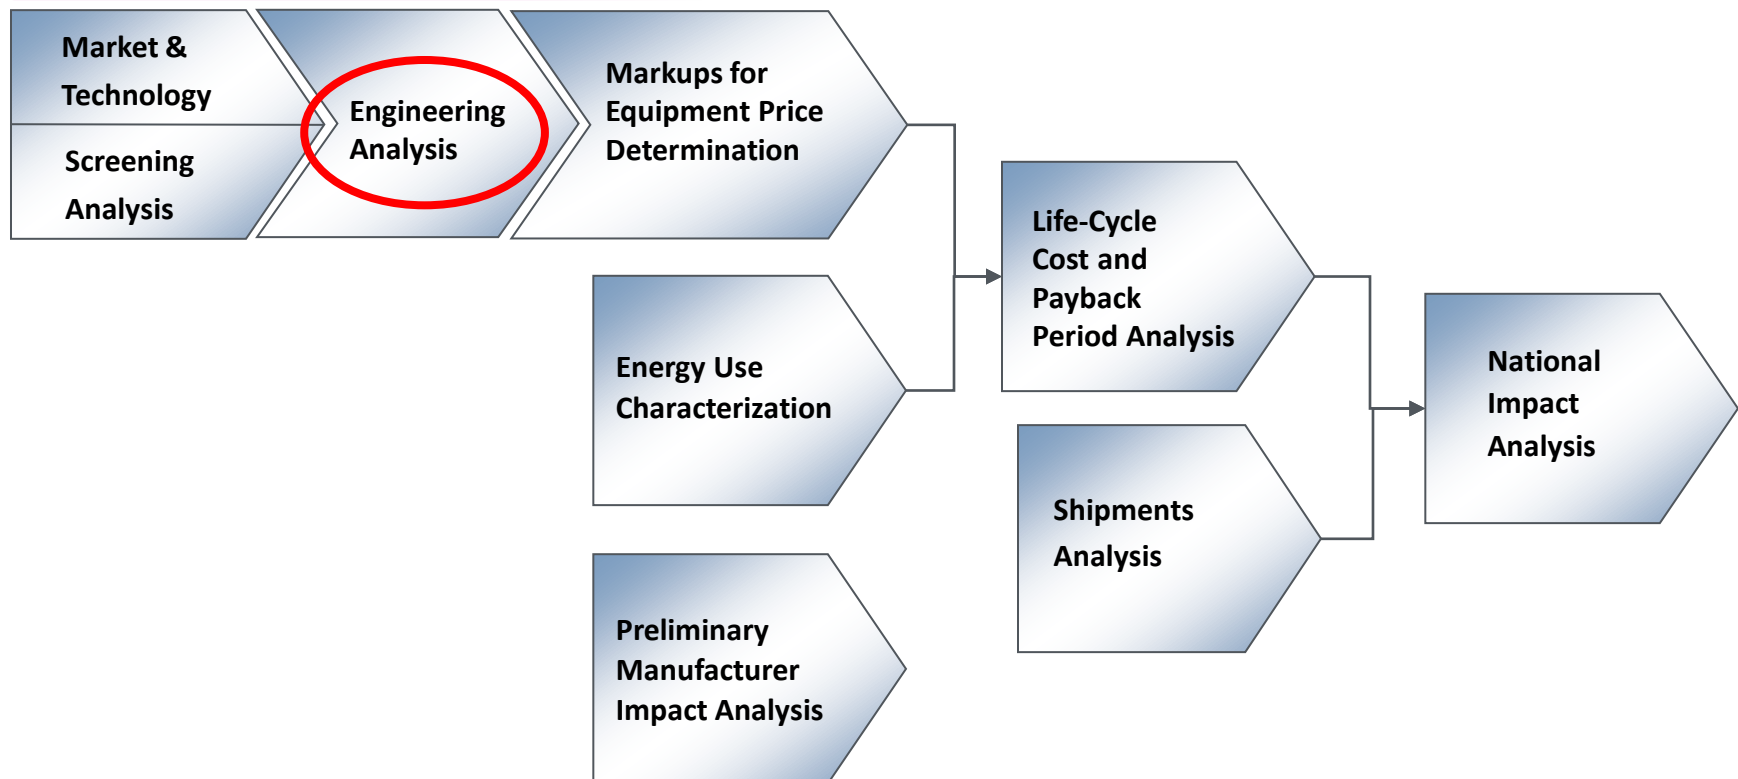 Market &
Technology
Screening
Analysis
Engineering
Analysis
Markups for
Equipment Price
Determination
Energy Use
Characterization
Preliminary
Manufacturer
Impact Analysis
Life-Cycle
Cost and
Payback
Period Analysis
Shipments
Analysis
National
Impact
Analysis